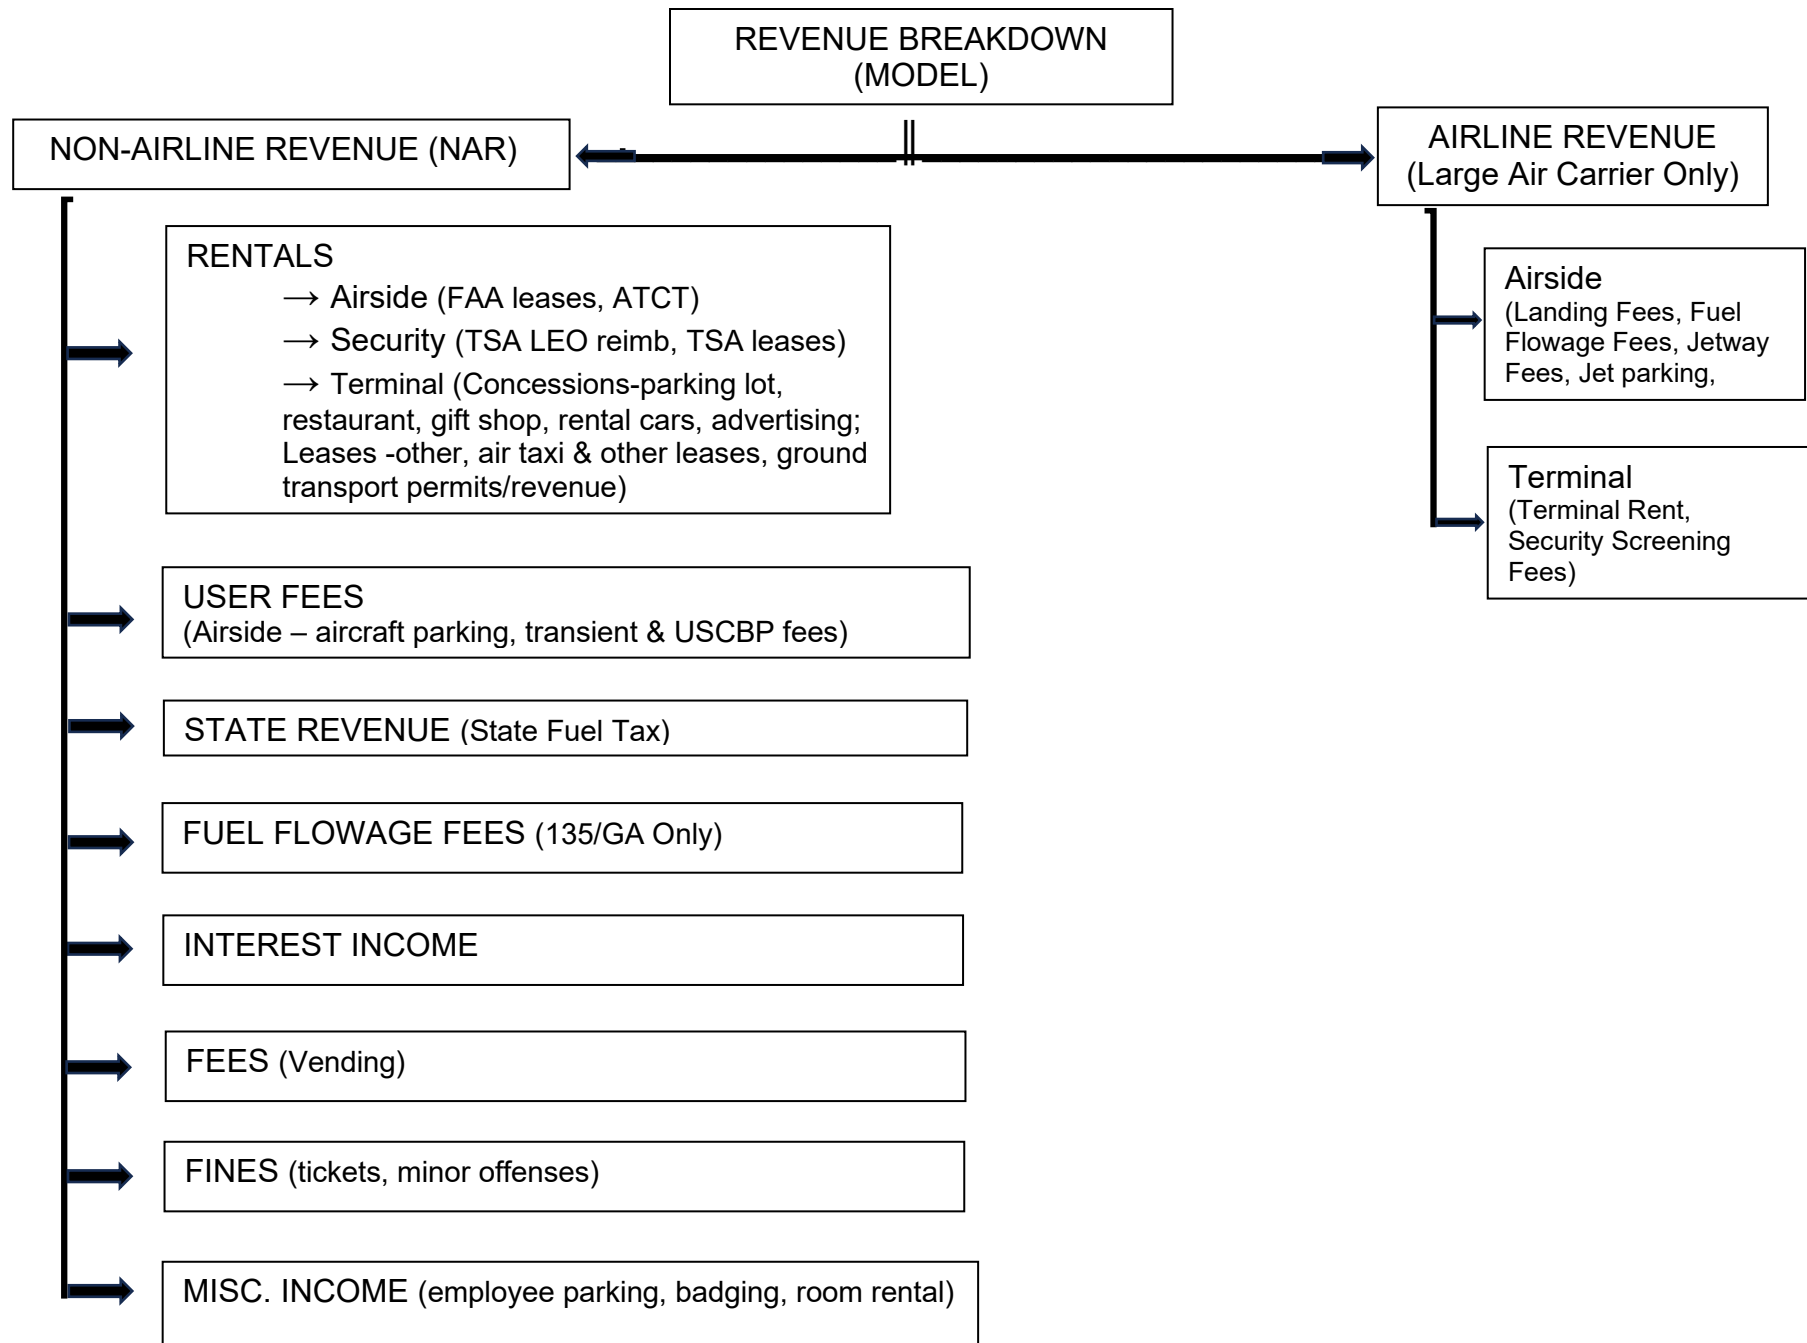 REVENUE BREAKDOWN
(MODEL)
NON-AIRLINE REVENUE (NAR)
AIRLINE REVENUE
(Large Air Carrier Only)
RENTALS
→ Airside (FAA leases, ATCT)
→ Security (TSA LEO reimb, TSA leases)
→ Terminal (Concessions-parking lot,
restaurant, gift shop, rental cars, advertising;
Leases -other, air taxi & other leases, ground
transport permits/revenue)
USER FEES
(Airside – aircraft parking, transient & USCBP fees)
STATE REVENUE (State Fuel Tax)
FUEL FLOWAGE FEES (135/GA Only)
INTEREST INCOME
FEES (Vending)
FINES (tickets, minor offenses)
MISC. INCOME (employee parking, badging, room rental)
Airside
(Landing Fees, Fuel
Flowage Fees, Jetway
Fees, Jet parking,
Terminal
(Terminal Rent,
Security Screening
Fees)